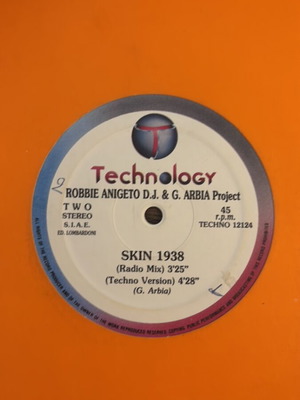 T
Technology
2
ROBBIE ANIGETO D.J. & G. ARBIA Project
TWO
STEREO
S.I.A.E.
ED. LOMBARDONI
45
r.p.m.
TECHNO 12124
SKIN 1938
(Radio Mix) 3'25"
(Techno Version) 4'28"
(G. Arbia)